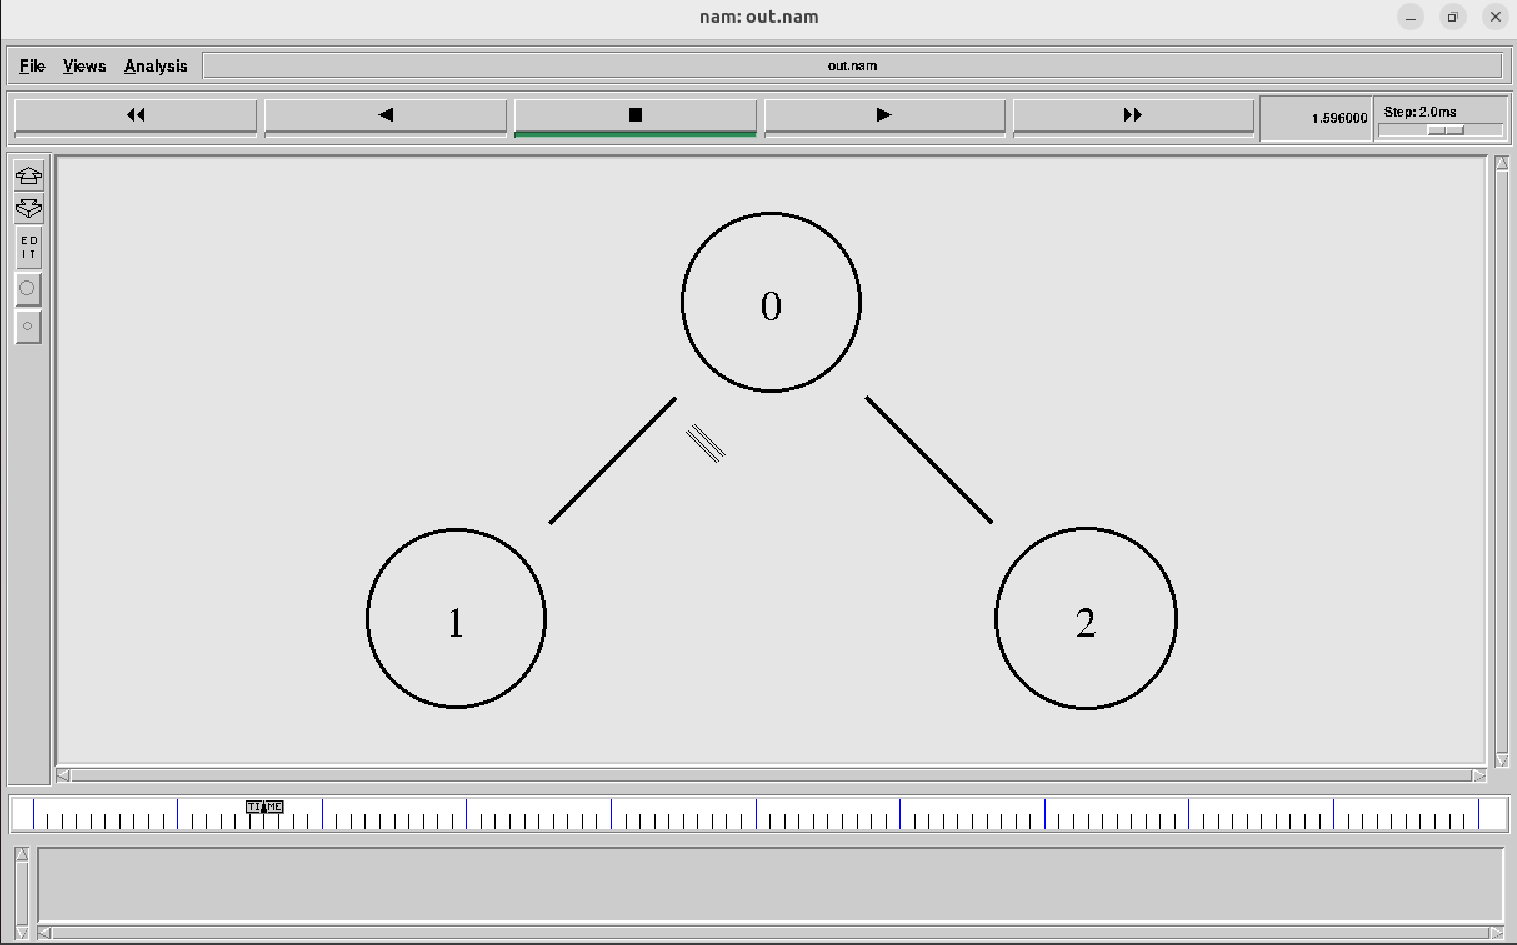 nam: out.nam
File Views Analysis out.nam
1.596000 Step: 2.0ms
ED
IT
0
1 2
TIME